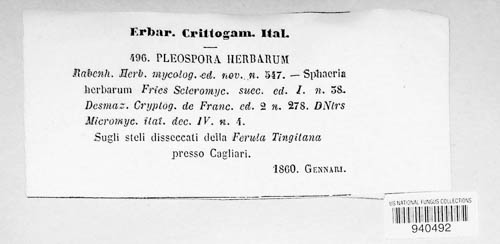 Erbar. Crittogam. Ital.
496. PLEOSPORA HERBARUM
Rabenh. Herb. mycolog. ed. nov. n. 547. — Sphaeria
herbarum Fries Scleromyc. succ. ed I. n. 38.
Desmaz. Cryptog. de Franc. ed. 2 n. 278. DNtrs
Micromyc. itat. dec. IV. n. 4.
Sugli steli disseccati della Ferula Tingitana
presso Cagliari.
1860. GENNARI.
US NATIONAL FUNGUS COLLECTIONS
940492